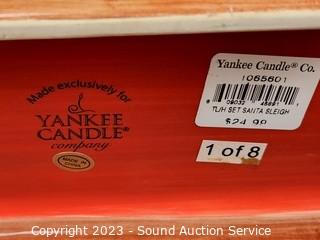 Made exclusively for
YANKEE
CANDLE®
company
MADE IN
CHINA
Yankee Candle® Co.
1065601
TL/H SET SANTA SLEIGH
$24.99
1 of 8
Copyright 2023 - Sound Auction Service